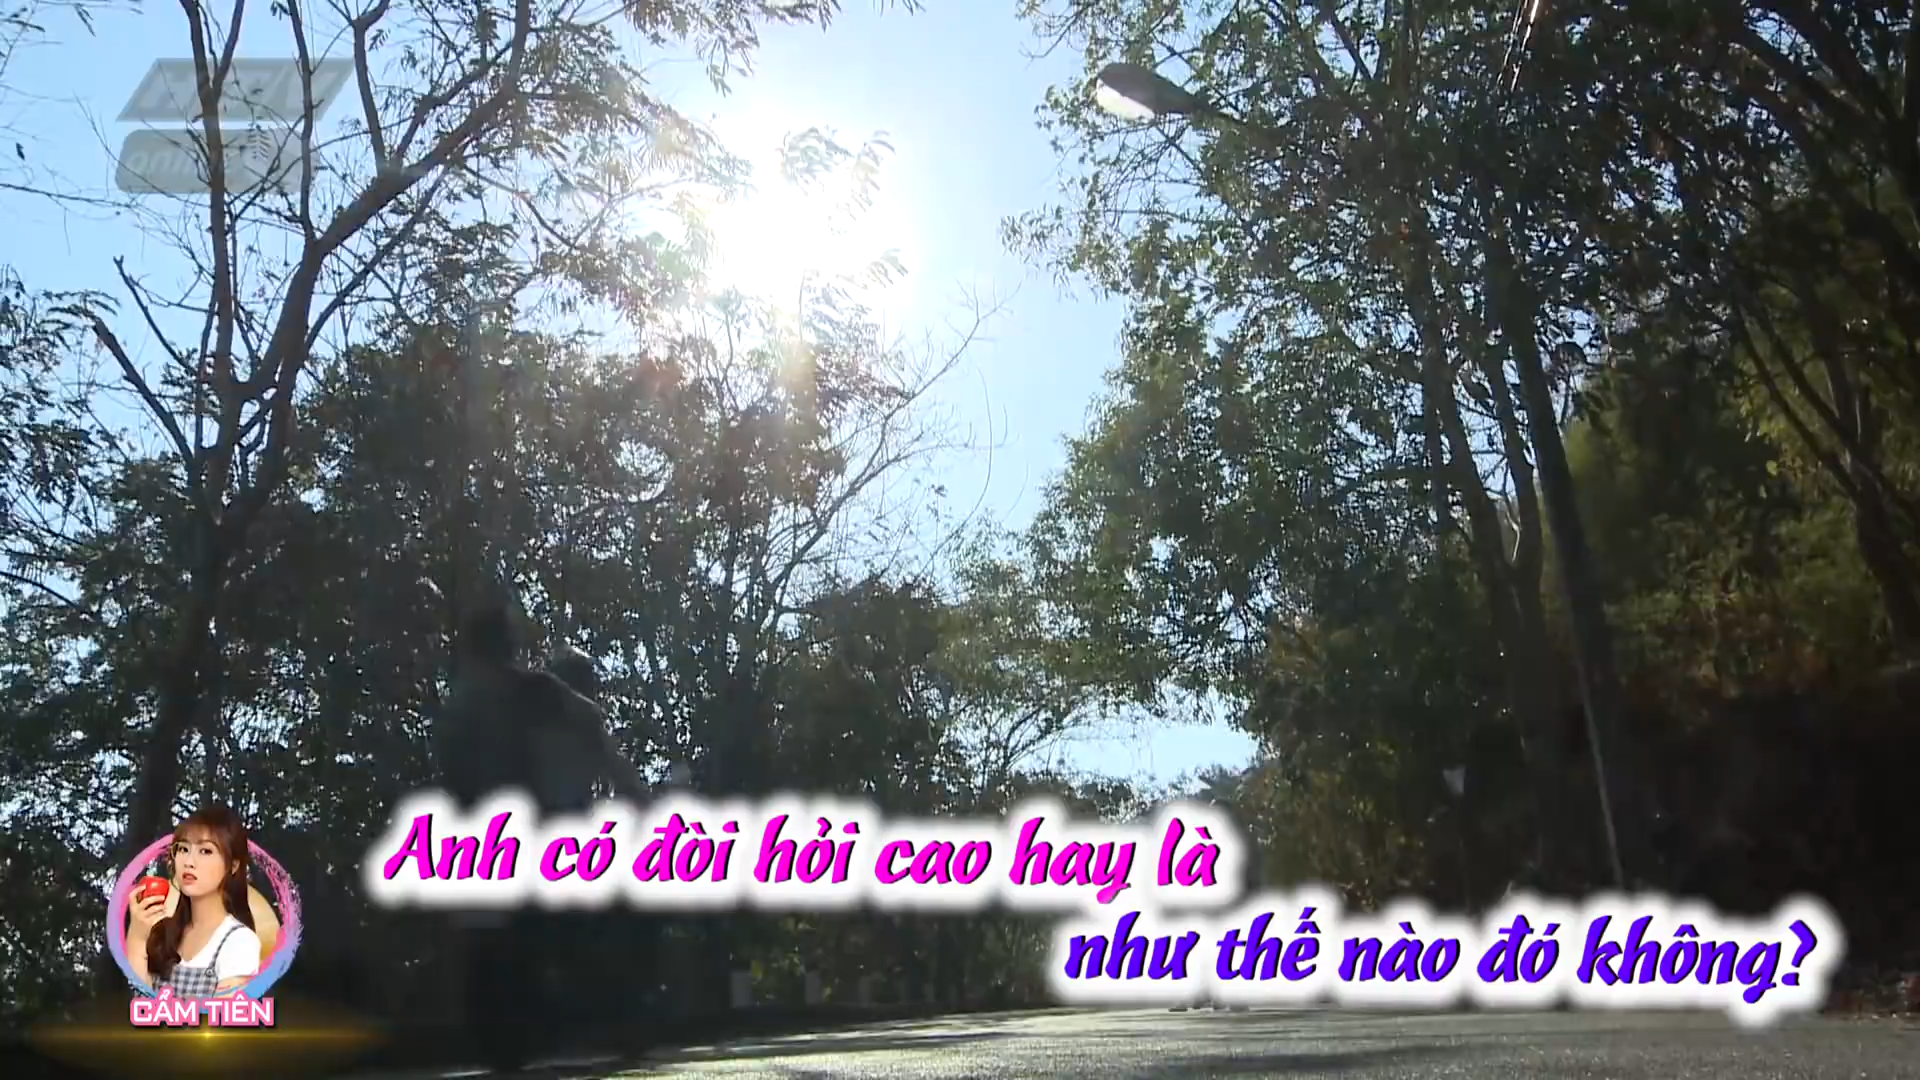 Anh có đòi hỏi cao hay là
như thế nào đó không?
CẨM TIÊN